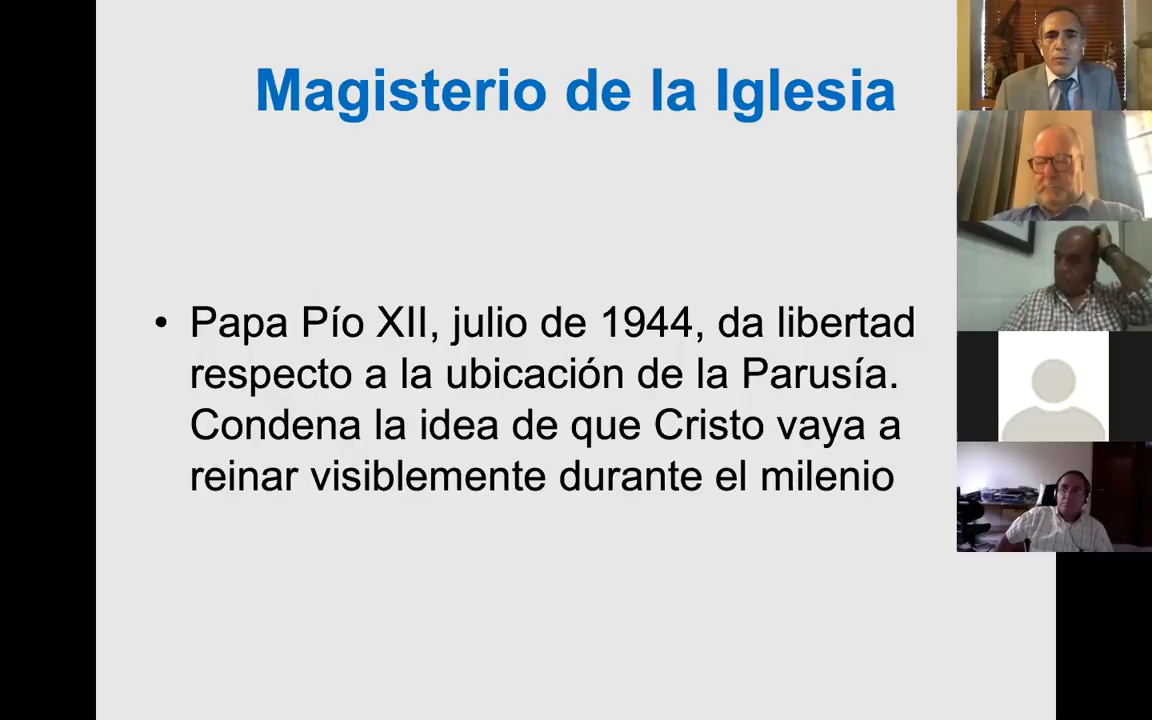 Magisterio de la Iglesia
• Papa Pío XII, julio de 1944, da libertad
respecto a la ubicación de la Parusía.
Condena la idea de que Cristo vaya a
reinar visiblemente durante el milenio